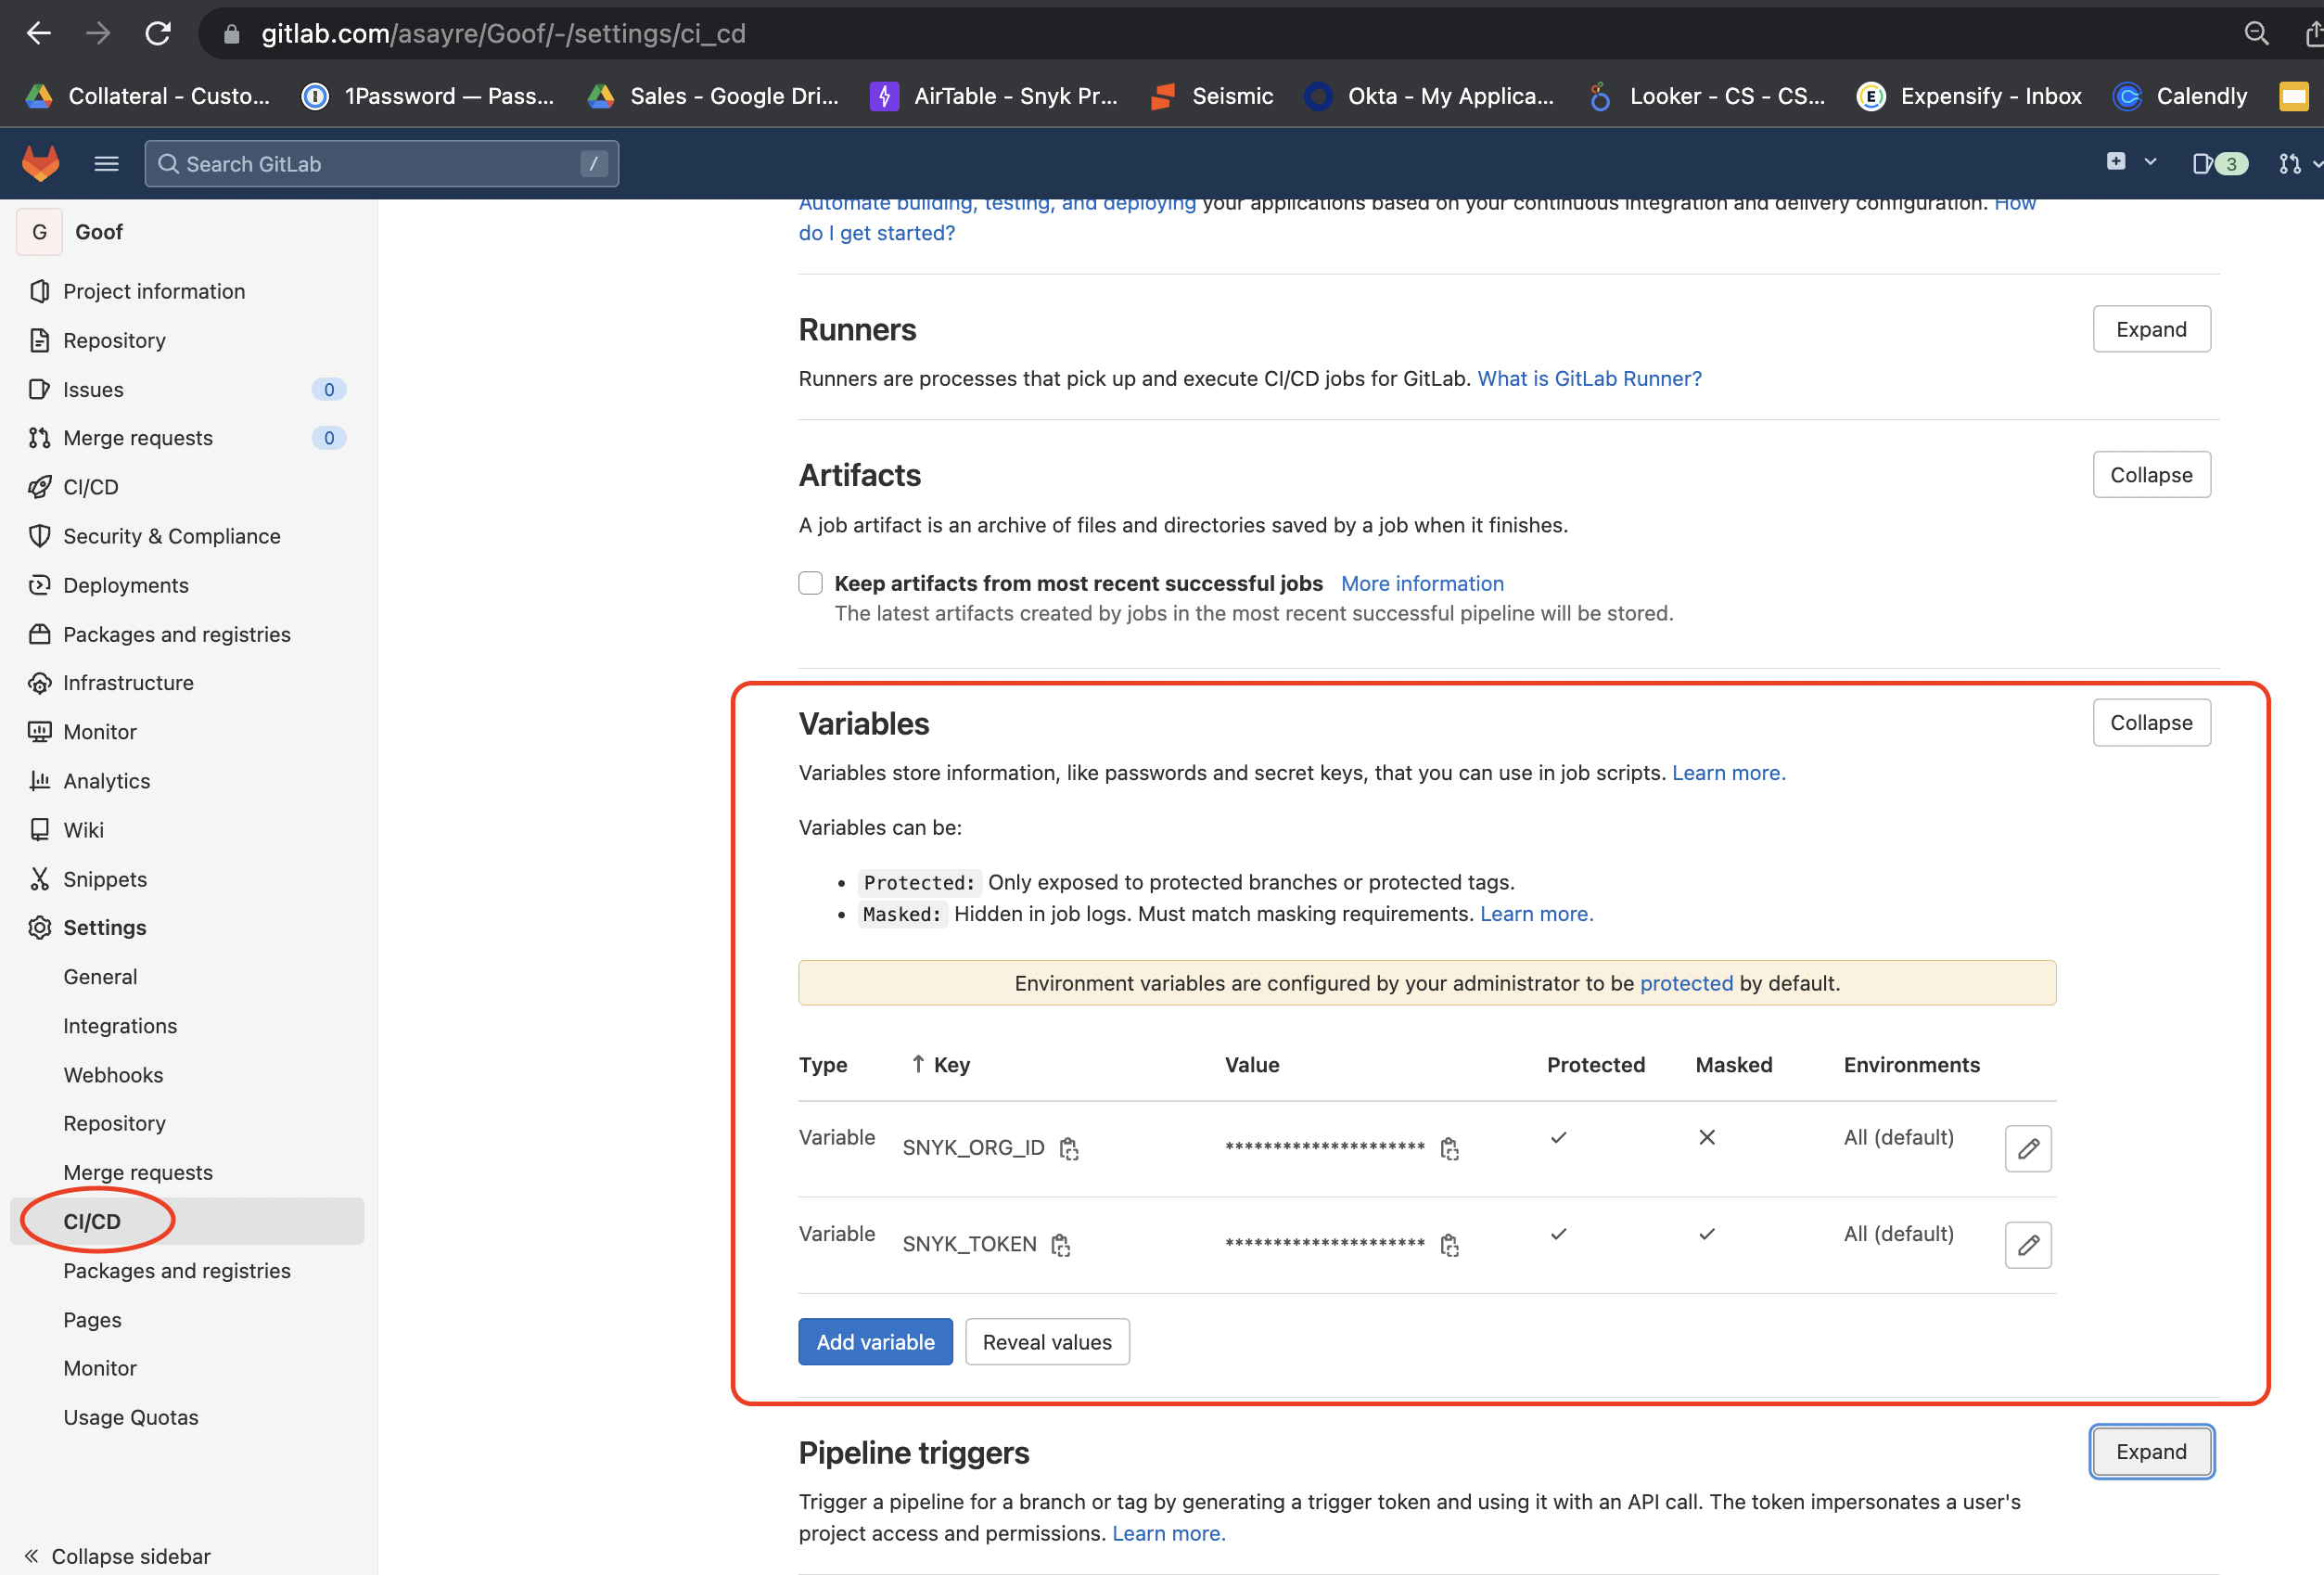 gitlab.com/asayre/Goof/-/settings/ci_cd
Collateral - Custo...
1Password — Pass...
Sales - Google Dri...
AirTable - Snyk Pr...
Seismic
Okta - My Applica...
Looker - CS - CS...
Expensify - Inbox
Calendly
Search GitLab
/
3
G
Goof
Project information
Repository
Issues
0
Merge requests
0
CI/CD
Security & Compliance
Deployments
Packages and registries
Infrastructure
Monitor
Analytics
Wiki
Snippets
Settings
General
Integrations
Webhooks
Repository
Merge requests
CI/CD
Packages and registries
Pages
Monitor
Usage Quotas
Collapse sidebar
Automate building, testing, and deploying your applications based on your continuous integration and delivery configuration. How
do I get started?
Runners
Expand
Runners are processes that pick up and execute CI/CD jobs for GitLab. What is GitLab Runner?
Artifacts
Collapse
A job artifact is an archive of files and directories saved by a job when it finishes.
Keep artifacts from most recent successful jobs More information
The latest artifacts created by jobs in the most recent successful pipeline will be stored.
Variables
Collapse
Variables store information, like passwords and secret keys, that you can use in job scripts. Learn more.
Variables can be:
• Protected: Only exposed to protected branches or protected tags.
• Masked: Hidden in job logs. Must match masking requirements. Learn more.
Environment variables are configured by your administrator to be protected by default.
Type ↑ Key Value Protected Masked Environments
Variable SNYK_ORG_ID ********************* ✓ ✕ All (default)
Variable SNYK_TOKEN ********************* ✓ ✓ All (default)
Add variable
Reveal values
Pipeline triggers
Expand
Trigger a pipeline for a branch or tag by generating a trigger token and using it with an API call. The token impersonates a user's
project access and permissions. Learn more.